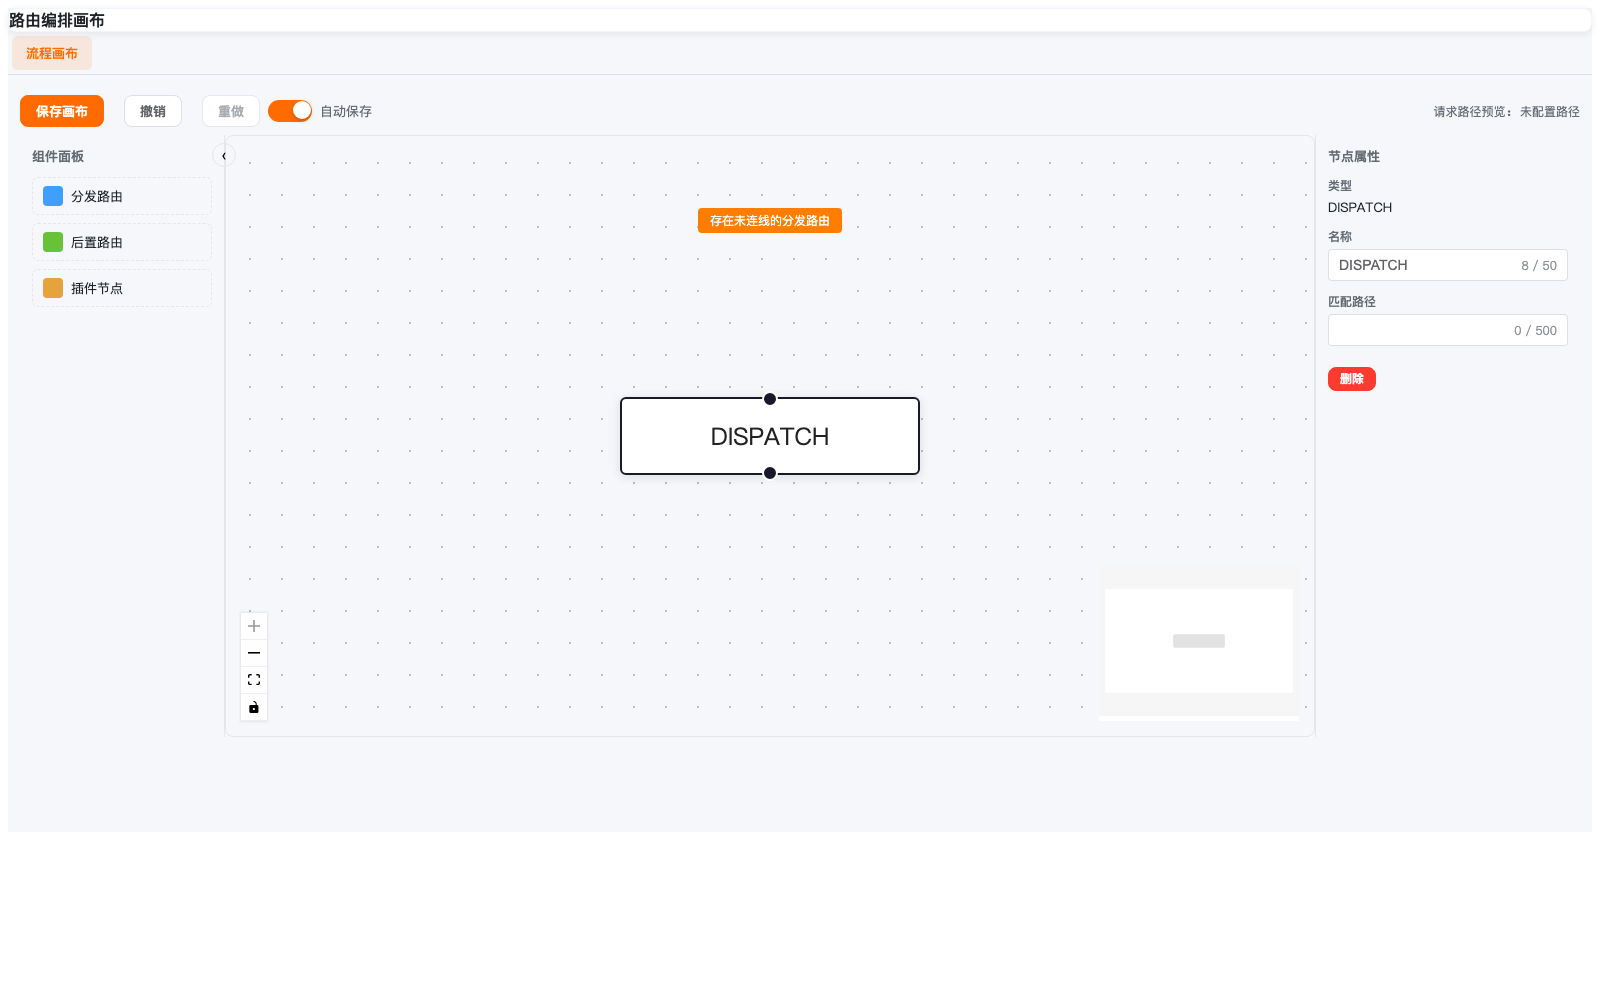 路由编排画布
流程画布
保存画布
撤销
重做
自动保存
请求路径预览：未配置路径
组件面板
分发路由
后置路由
插件节点
存在未连线的分发路由
DISPATCH
节点属性
类型
DISPATCH
名称
DISPATCH 8 / 50
匹配路径
0 / 500
删除